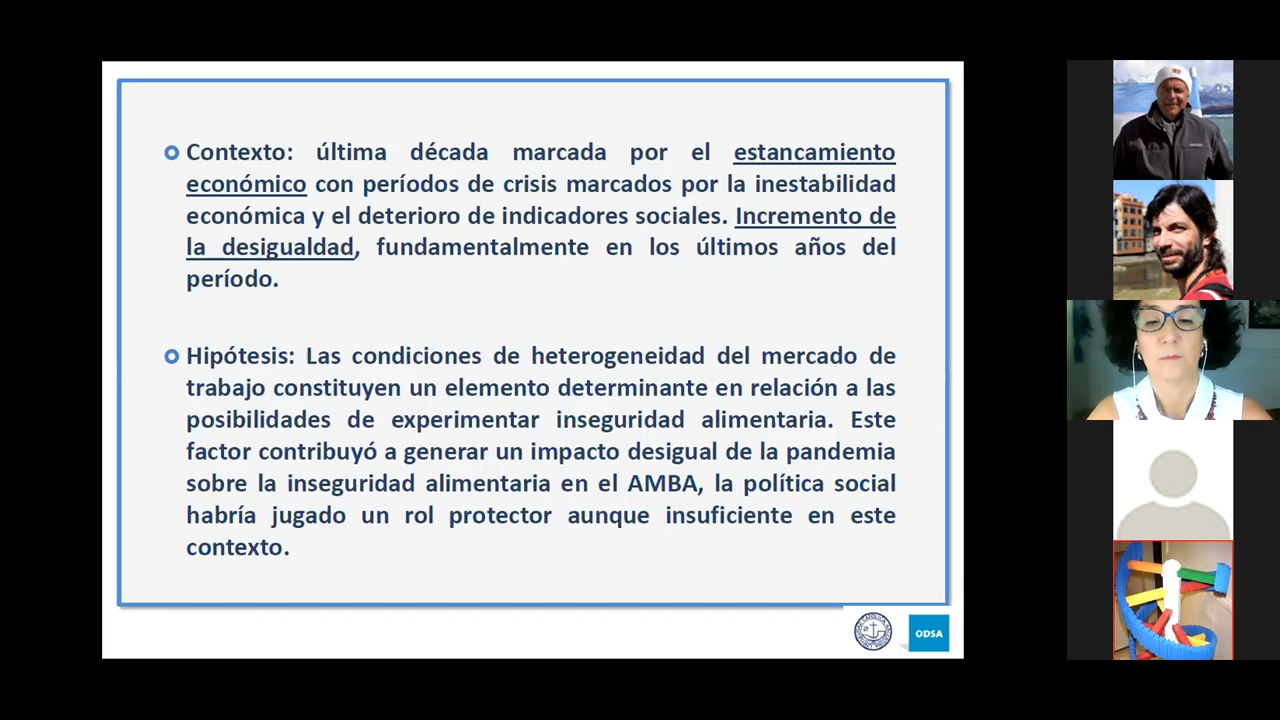 Contexto: última década marcada por el estancamiento
económico con períodos de crisis marcados por la inestabilidad
económica y el deterioro de indicadores sociales. Incremento de
la desigualdad, fundamentalmente en los últimos años del
período.
Hipótesis: Las condiciones de heterogeneidad del mercado de
trabajo constituyen un elemento determinante en relación a las
posibilidades de experimentar inseguridad alimentaria. Este
factor contribuyó a generar un impacto desigual de la pandemia
sobre la inseguridad alimentaria en el AMBA, la política social
habría jugado un rol protector aunque insuficiente en este
contexto.
ODSA